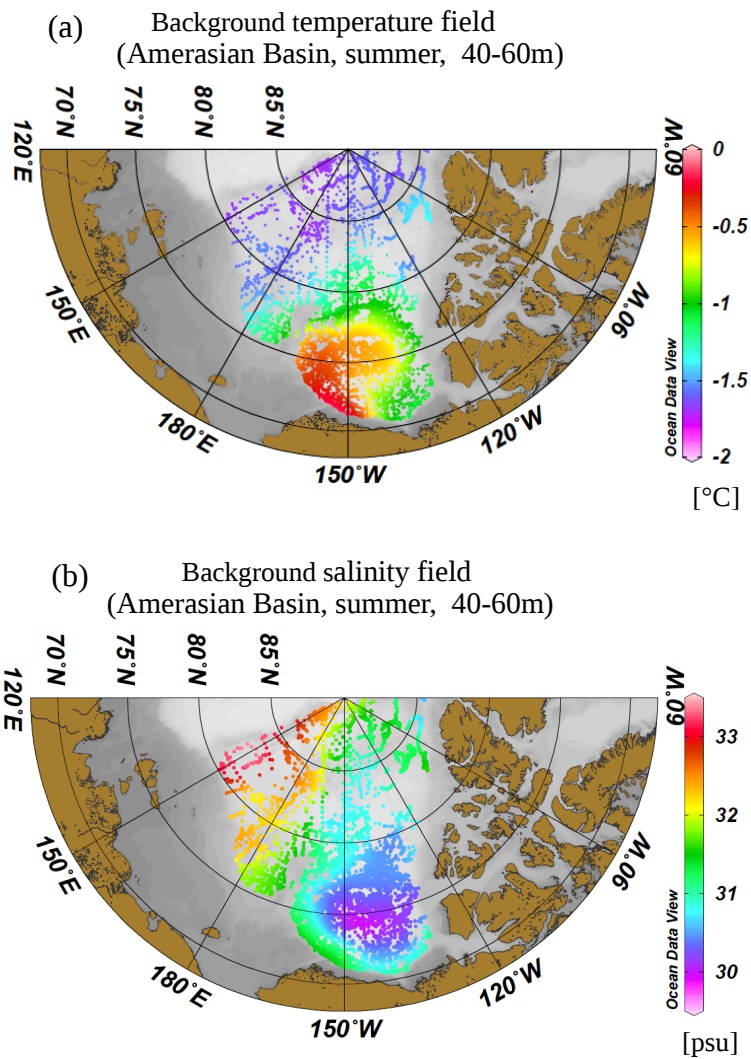 (a) Background temperature field
(Amerasian Basin, summer, 40-60m)
70˚N 75˚N 80˚N 85˚N
120˚E 60˚W
0
-0.5
-1
-1.5
-2
150˚E 90˚W
Ocean Data View
180˚E 120˚W
150˚W
[°C]
(b) Background salinity field
(Amerasian Basin, summer, 40-60m)
70˚N 75˚N 80˚N 85˚N
120˚E 60˚W
33
32
31
30
150˚E 90˚W
Ocean Data View
180˚E 120˚W
150˚W
[psu]